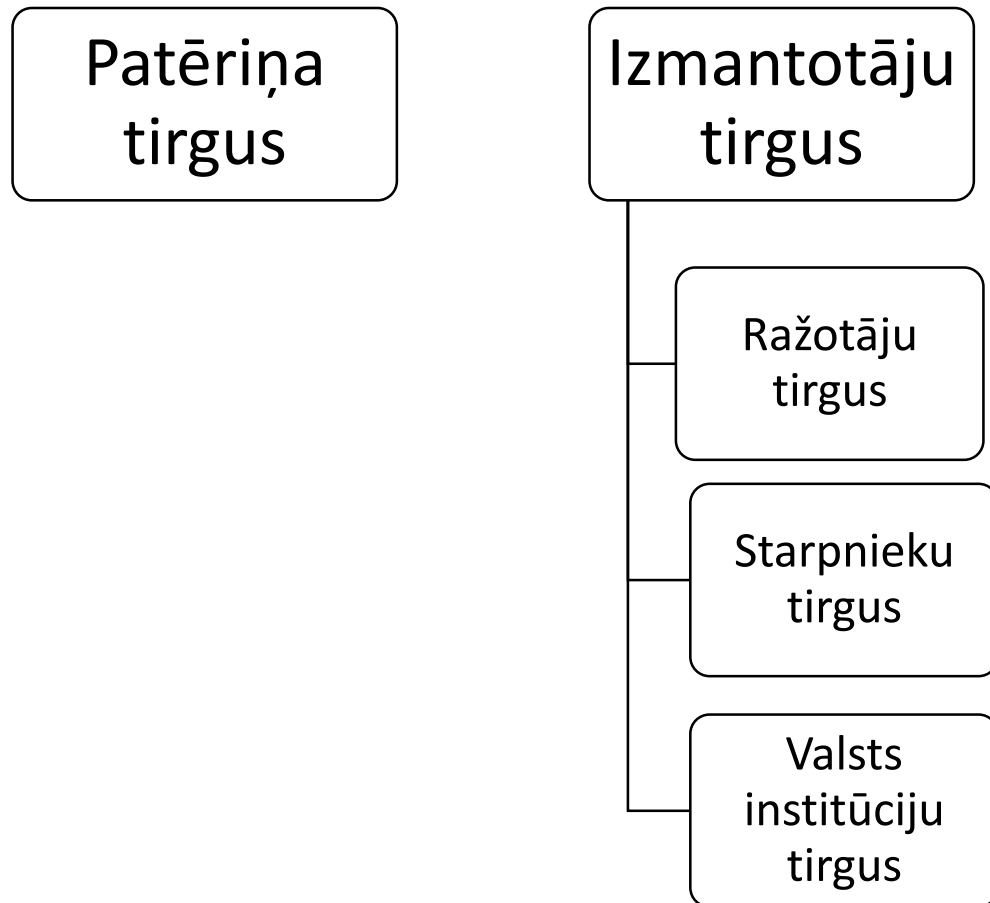 Patēriņa
tirgus
Izmantotāju
tirgus
Ražotāju
tirgus
Starpnieku
tirgus
Valsts
institūciju
tirgus